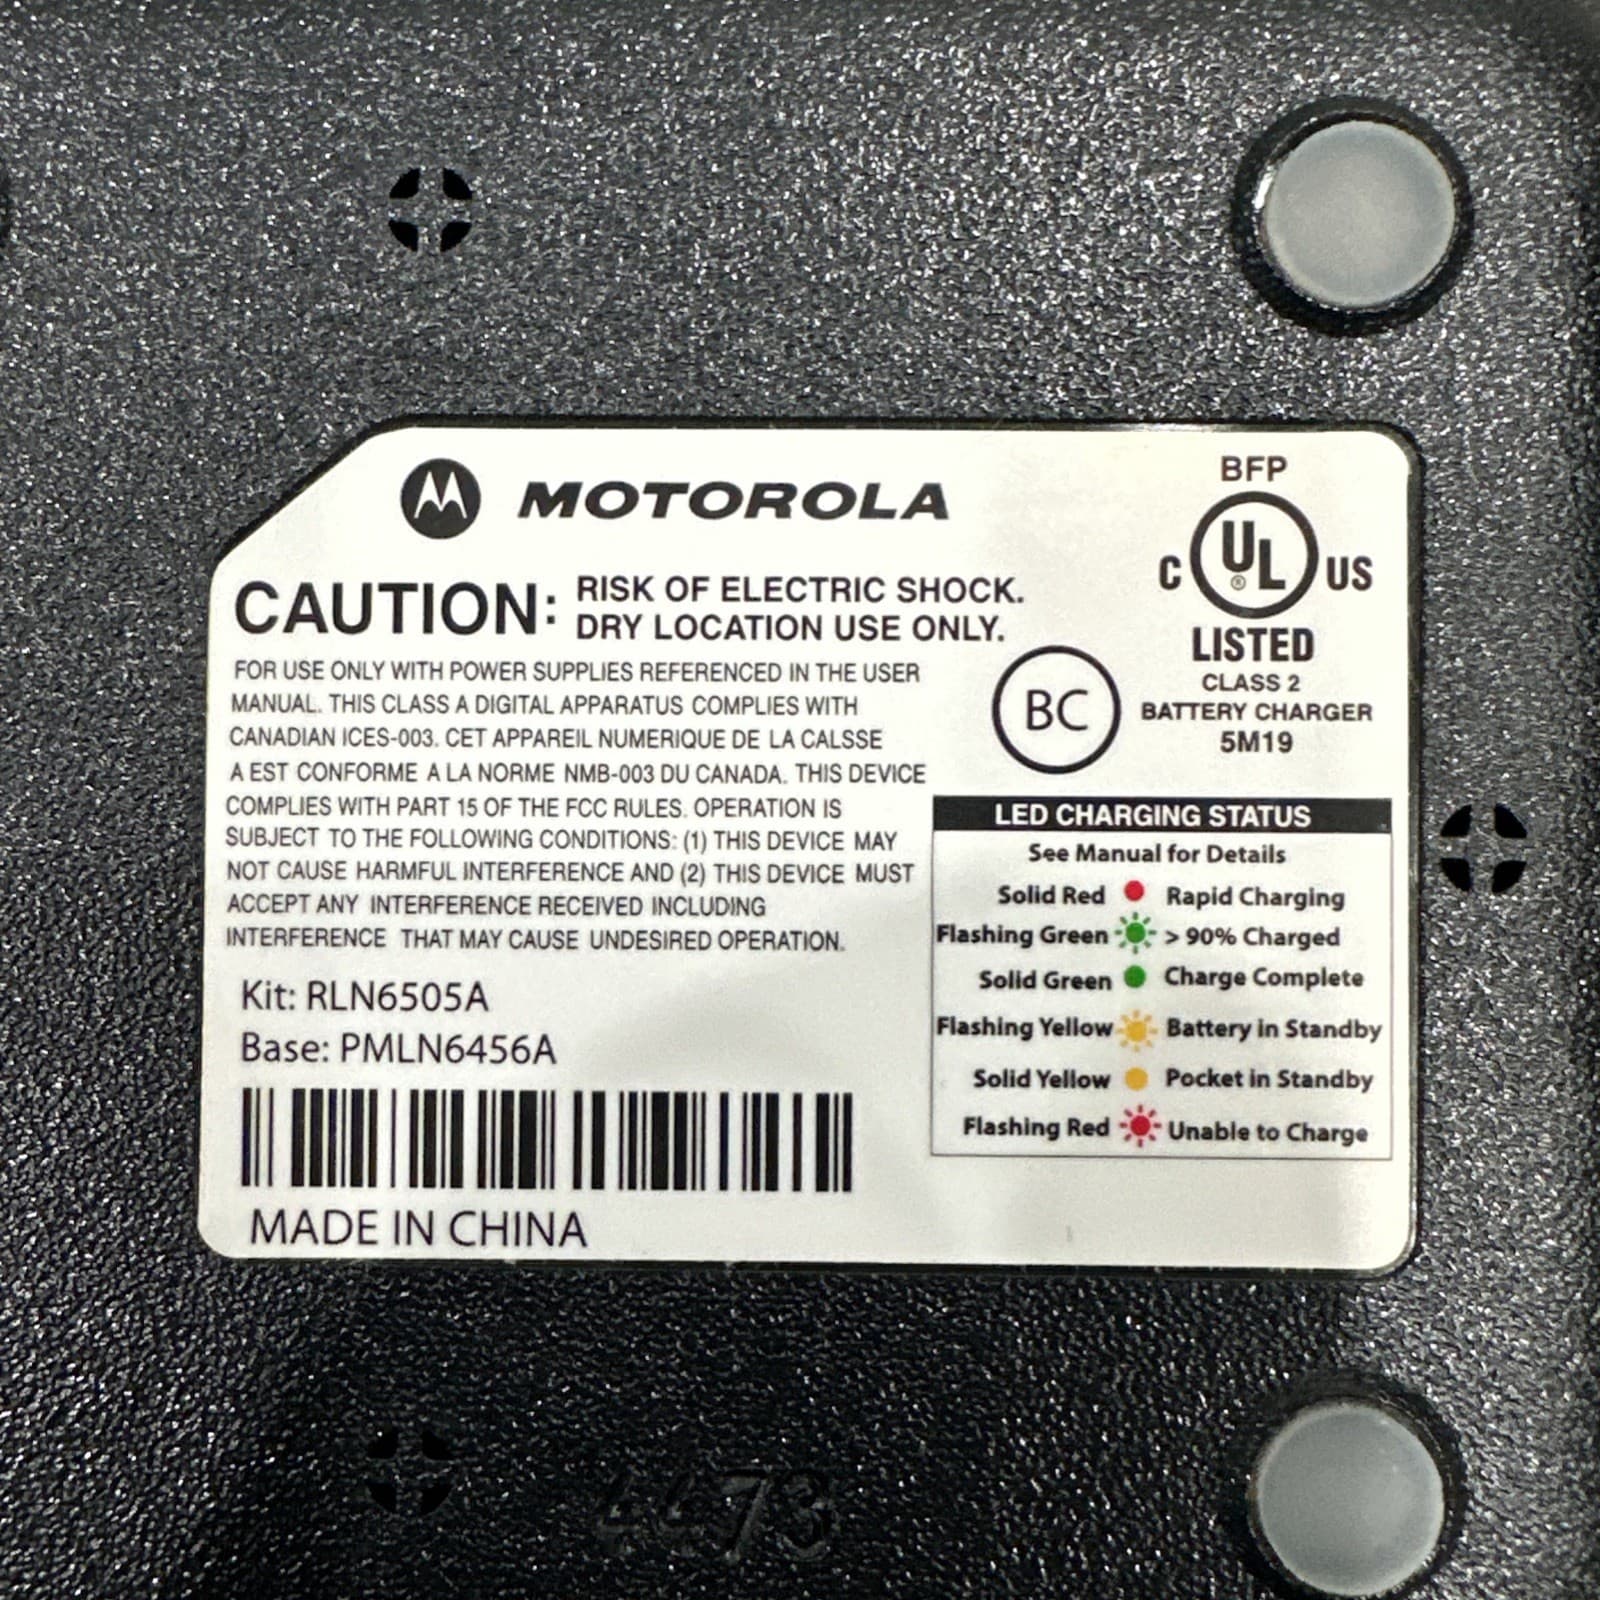 MOTOROLA
BFP
C UL ® US
LISTED
CLASS 2
BATTERY CHARGER
5M19
CAUTION: RISK OF ELECTRIC SHOCK.
DRY LOCATION USE ONLY.
FOR USE ONLY WITH POWER SUPPLIES REFERENCED IN THE USER
MANUAL. THIS CLASS A DIGITAL APPARATUS COMPLIES WITH
CANADIAN ICES-003. CET APPAREIL NUMERIQUE DE LA CALSSE
A EST CONFORME A LA NORME NMB-003 DU CANADA. THIS DEVICE
COMPLIES WITH PART 15 OF THE FCC RULES. OPERATION IS
SUBJECT TO THE FOLLOWING CONDITIONS: (1) THIS DEVICE MAY
NOT CAUSE HARMFUL INTERFERENCE AND (2) THIS DEVICE MUST
ACCEPT ANY INTERFERENCE RECEIVED INCLUDING
INTERFERENCE THAT MAY CAUSE UNDESIRED OPERATION.
BC
LED CHARGING STATUS
See Manual for Details
Solid Red Rapid Charging
Flashing Green > 90% Charged
Solid Green Charge Complete
Flashing Yellow Battery in Standby
Solid Yellow Pocket in Standby
Flashing Red Unable to Charge
Kit: RLN6505A
Base: PMLN6456A
MADE IN CHINA